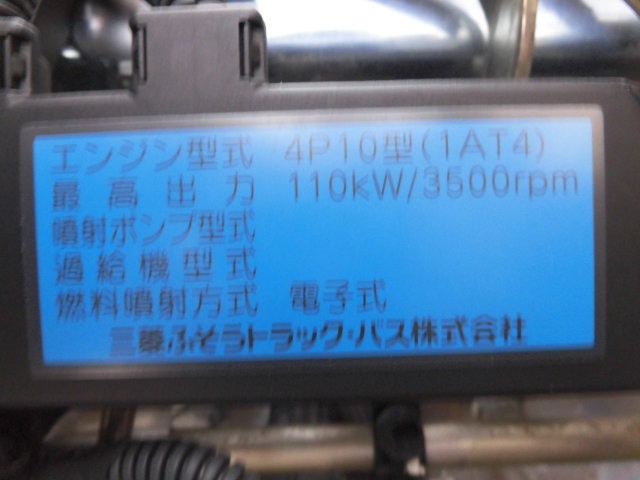 エンジン型式 4P10型(1AT4)
最高出力 110kW/3500rpm
噴射ポンプ型式
過給機型式
燃料噴射方式 電子式
三菱ふそうトラック・バス株式会社